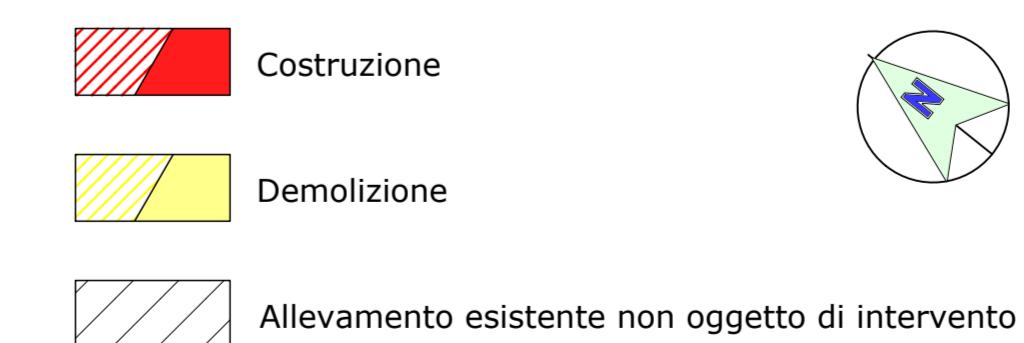 Costruzione
N
Demolizione
Allevamento esistente non oggetto di intervento